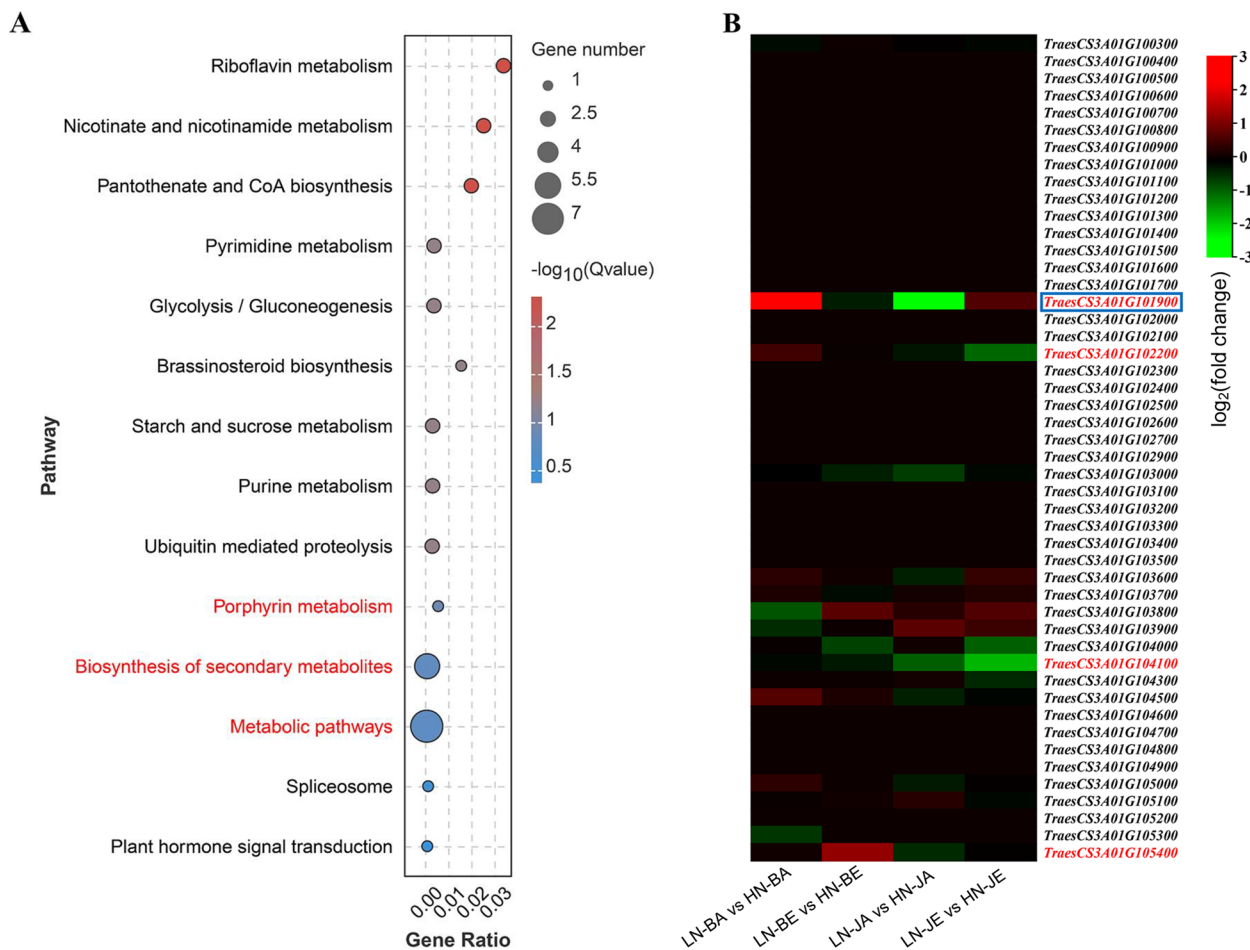 A
Pathway
Riboflavin metabolism
Nicotinate and nicotinamide metabolism
Pantothenate and CoA biosynthesis
Pyrimidine metabolism
Glycolysis / Gluconeogenesis
Brassinosteroid biosynthesis
Starch and sucrose metabolism
Purine metabolism
Ubiquitin mediated proteolysis
Porphyrin metabolism
Biosynthesis of secondary metabolites
Metabolic pathways
Spliceosome
Plant hormone signal transduction
0.00
0.01
0.02
0.03
Gene Ratio
Gene number
1
2.5
4
5.5
7
-log10(Qvalue)
2
1.5
1
0.5
B
TraesCS3A01G100300
TraesCS3A01G100400
TraesCS3A01G100500
TraesCS3A01G100600
TraesCS3A01G100700
TraesCS3A01G100800
TraesCS3A01G100900
TraesCS3A01G101000
TraesCS3A01G101100
TraesCS3A01G101200
TraesCS3A01G101300
TraesCS3A01G101400
TraesCS3A01G101500
TraesCS3A01G101600
TraesCS3A01G101700
TraesCS3A01G101900
TraesCS3A01G102000
TraesCS3A01G102100
TraesCS3A01G102200
TraesCS3A01G102300
TraesCS3A01G102400
TraesCS3A01G102500
TraesCS3A01G102600
TraesCS3A01G102700
TraesCS3A01G102900
TraesCS3A01G103000
TraesCS3A01G103100
TraesCS3A01G103200
TraesCS3A01G103300
TraesCS3A01G103400
TraesCS3A01G103500
TraesCS3A01G103600
TraesCS3A01G103700
TraesCS3A01G103800
TraesCS3A01G103900
TraesCS3A01G104000
TraesCS3A01G104100
TraesCS3A01G104300
TraesCS3A01G104500
TraesCS3A01G104600
TraesCS3A01G104700
TraesCS3A01G104800
TraesCS3A01G104900
TraesCS3A01G105000
TraesCS3A01G105100
TraesCS3A01G105200
TraesCS3A01G105300
TraesCS3A01G105400
LN-BA vs HN-BA
LN-BE vs HN-BE
LN-JA vs HN-JA
LN-JE vs HN-JE
3
2
1
0
-1
-2
-3
log2(fold change)